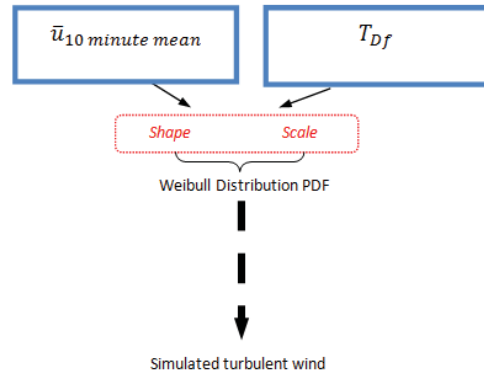 ū10 minute mean
TDf
Shape Scale
Weibull Distribution PDF
Simulated turbulent wind